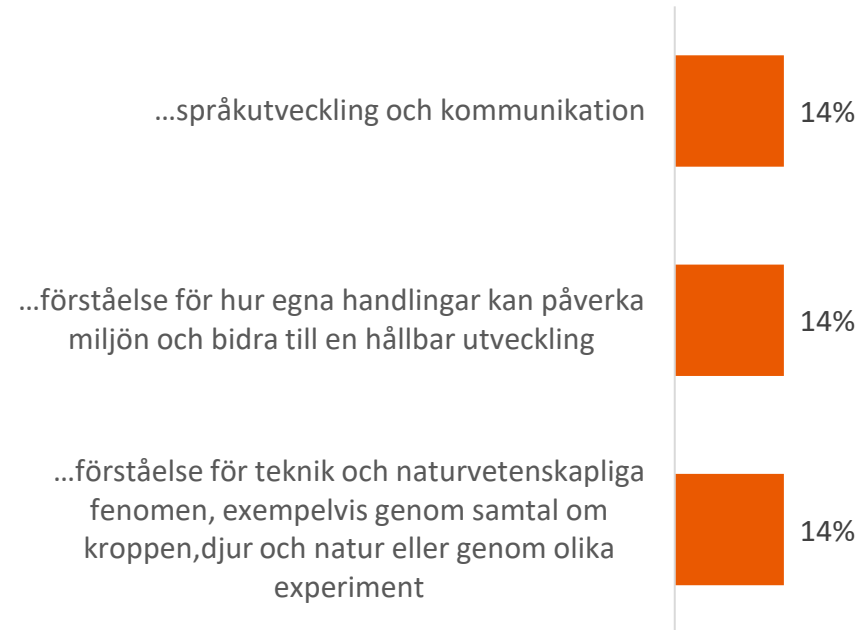 ...språkutveckling och kommunikation
14%
...förståelse för hur egna handlingar kan påverka
miljön och bidra till en hållbar utveckling
14%
...förståelse för teknik och naturvetenskapliga
fenomen, exempelvis genom samtal om
kroppen,djur och natur eller genom olika
experiment
14%